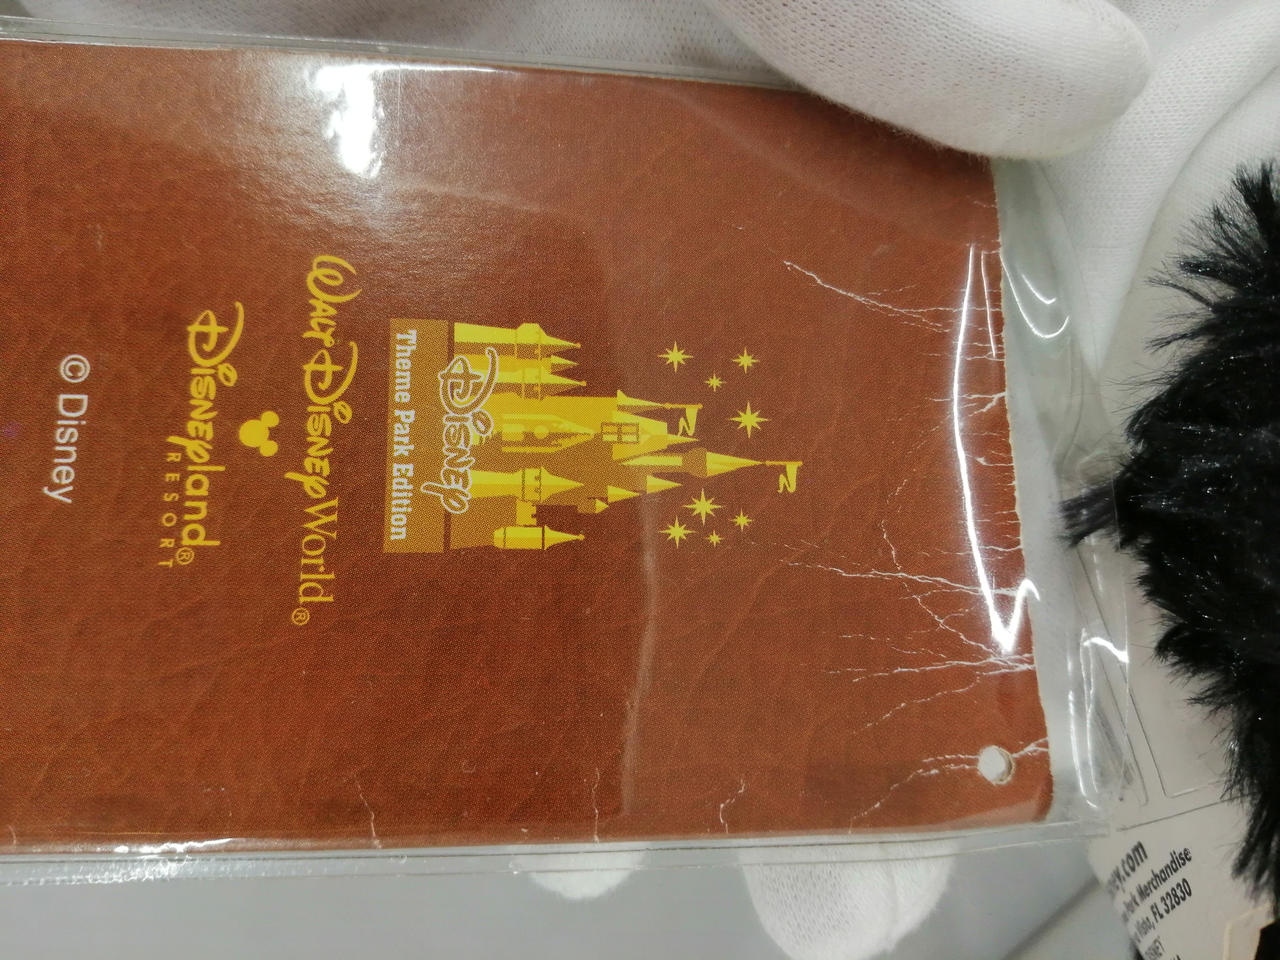 Disney
Theme Park Edition
Walt Disney World®
Disneyland®
RESORT
© Disney
Park Merchandise
FL 32830